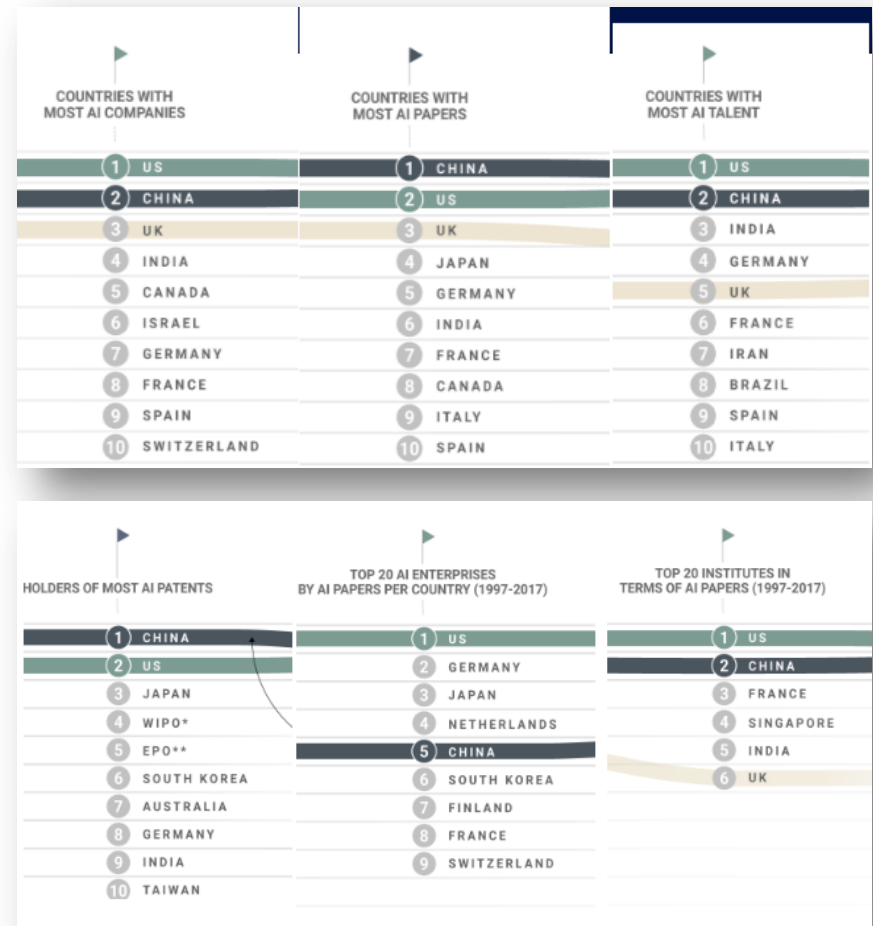 COUNTRIES WITH
MOST AI COMPANIES
1 US
2 CHINA
3 UK
4 INDIA
5 CANADA
6 ISRAEL
7 GERMANY
8 FRANCE
9 SPAIN
10 SWITZERLAND
COUNTRIES WITH
MOST AI PAPERS
1 CHINA
2 US
3 UK
4 JAPAN
5 GERMANY
6 INDIA
7 FRANCE
8 CANADA
9 ITALY
10 SPAIN
COUNTRIES WITH
MOST AI TALENT
1 US
2 CHINA
3 INDIA
4 GERMANY
5 UK
6 FRANCE
7 IRAN
8 BRAZIL
9 SPAIN
10 ITALY
HOLDERS OF MOST AI PATENTS
1 CHINA
2 US
3 JAPAN
4 WIPO*
5 EPO**
6 SOUTH KOREA
7 AUSTRALIA
8 GERMANY
9 INDIA
10 TAIWAN
TOP 20 AI ENTERPRISES
BY AI PAPERS PER COUNTRY (1997-2017)
1 US
2 GERMANY
3 JAPAN
4 NETHERLANDS
5 CHINA
6 SOUTH KOREA
7 FINLAND
8 FRANCE
9 SWITZERLAND
TOP 20 INSTITUTES IN
TERMS OF AI PAPERS (1997-2017)
1 US
2 CHINA
3 FRANCE
4 SINGAPORE
5 INDIA
6 UK